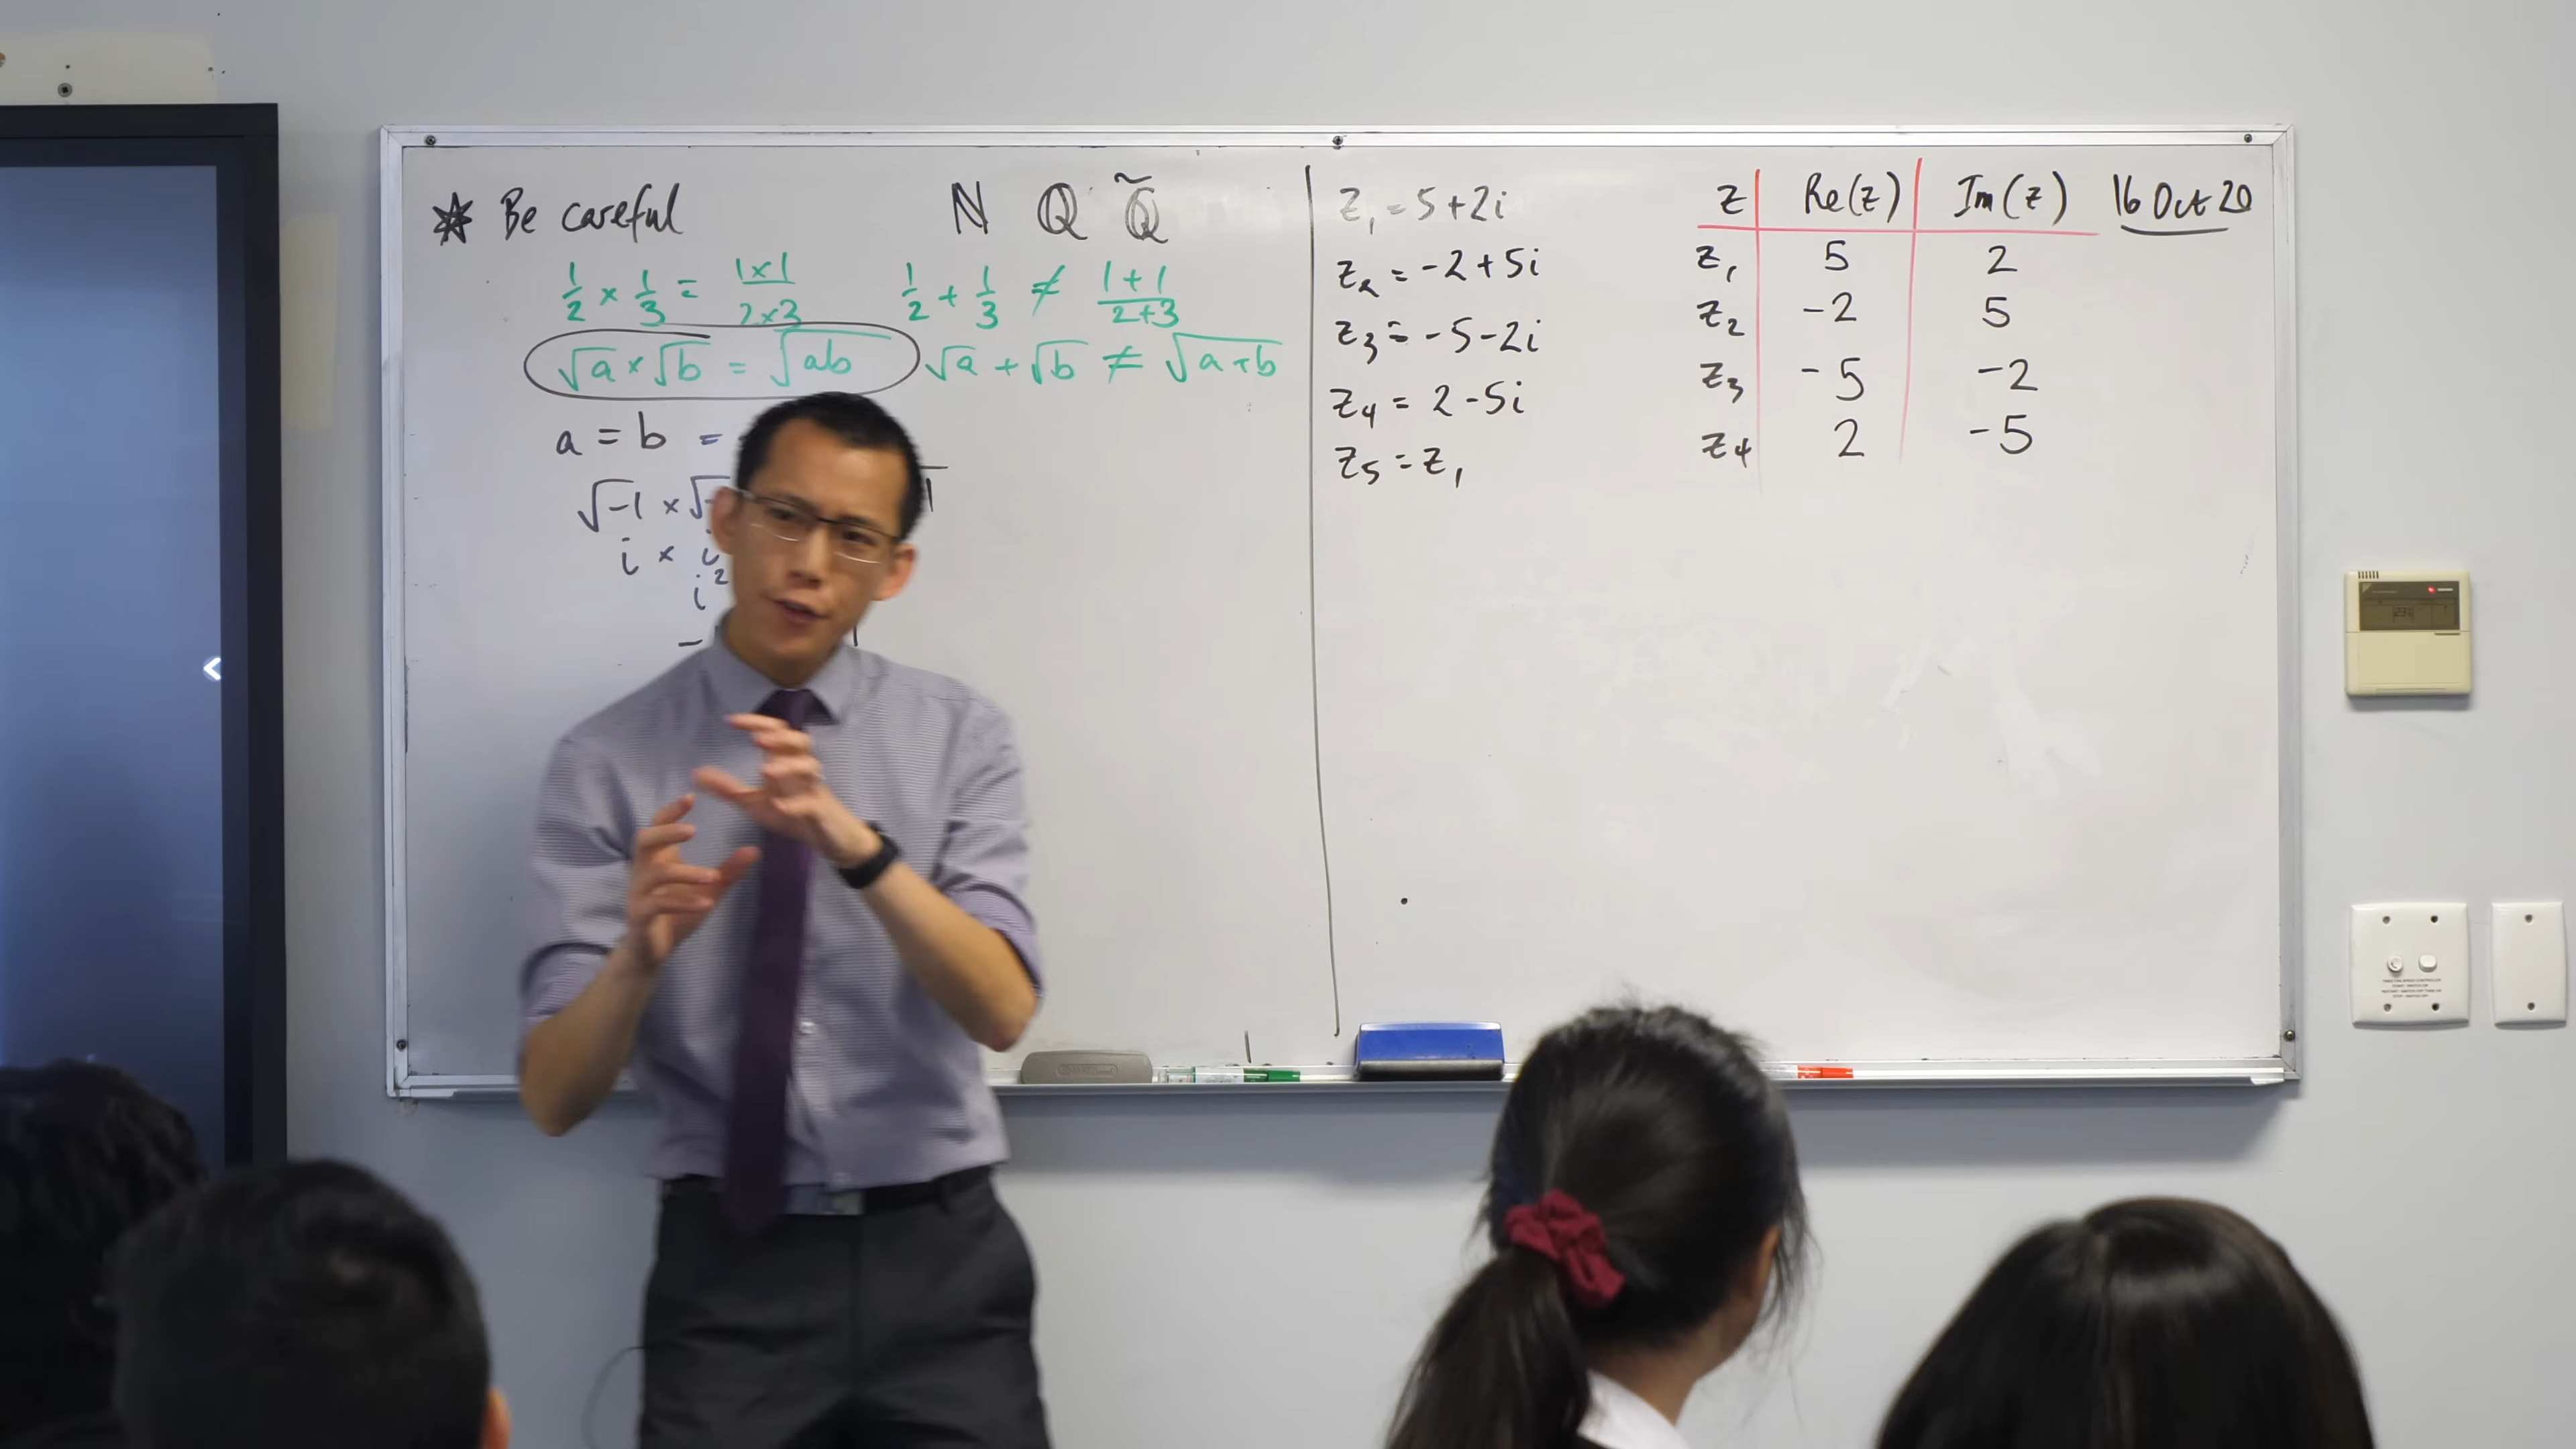 * Be careful
N Q Q̃
1/2 × 1/3 = 1×1/2×3
1/2 + 1/3 ≠ 1+1/2+3
√a × √b = √ab
√a + √b ≠ √a+b
a = b =
√-1 × √-
1
i × i
i²
-
z₁ = 5+2i
z₂ = -2+5i
z₃ = -5-2i
z₄ = 2-5i
z₅ = z₁
z Re(z) Im(z)
z₁ 5 2
z₂ -2 5
z₃ -5 -2
z₄ 2 -5
16 Oct 20